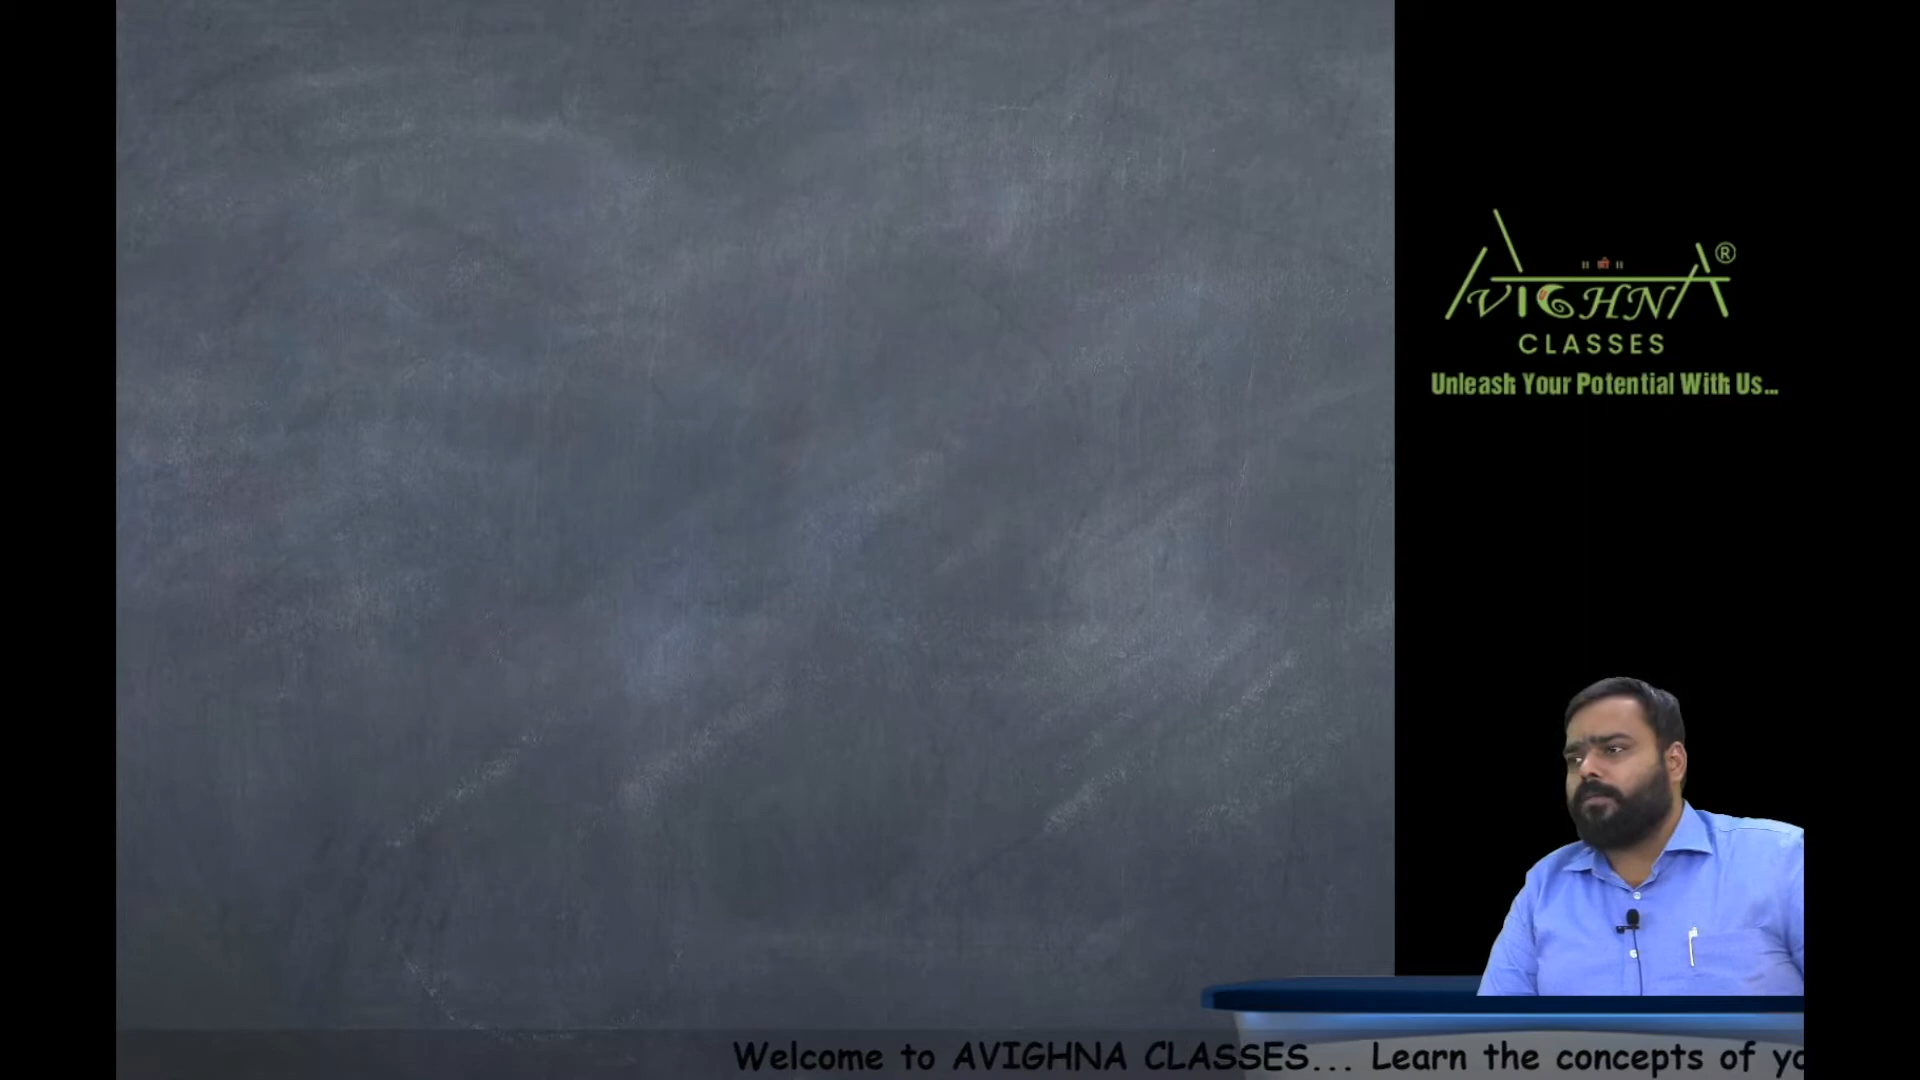 ॥ श्री ॥
AVIGHNA ®
CLASSES
Unleash Your Potential With Us...
Welcome to AVIGHNA CLASSES... Learn the concepts of yo